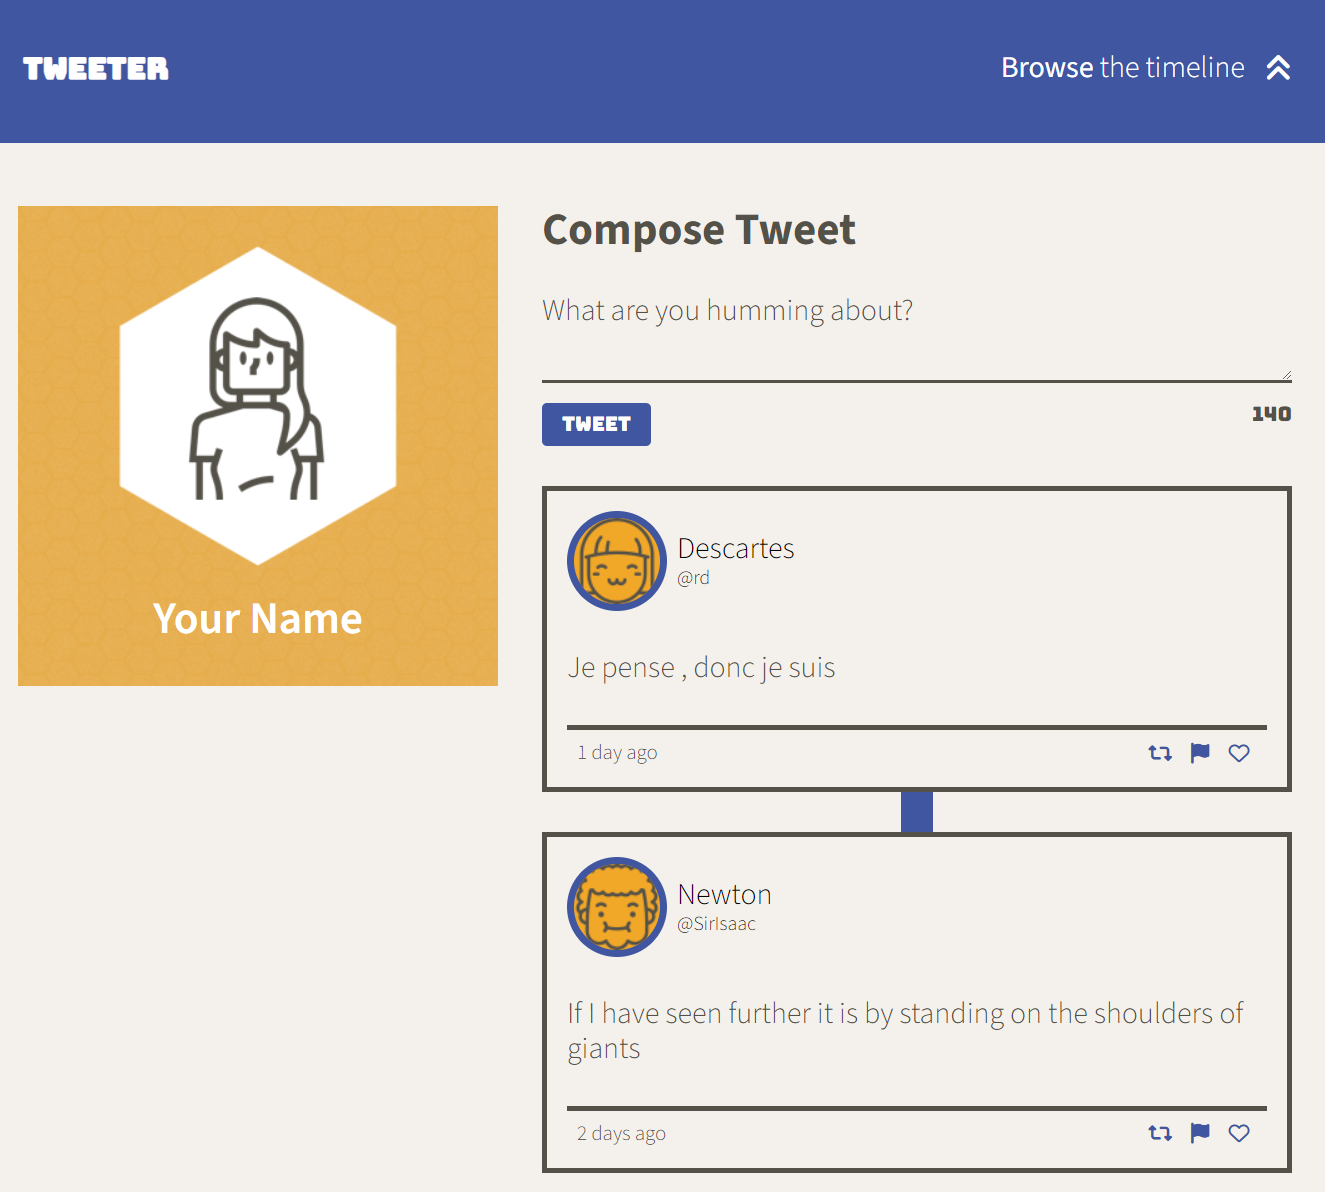 TWEETER
Browse the timeline
Your Name
Compose Tweet
What are you humming about?
TWEET
140
Descartes
@rd
Je pense , donc je suis
1 day ago
Newton
@SirIsaac
If I have seen further it is by standing on the shoulders of
giants
2 days ago